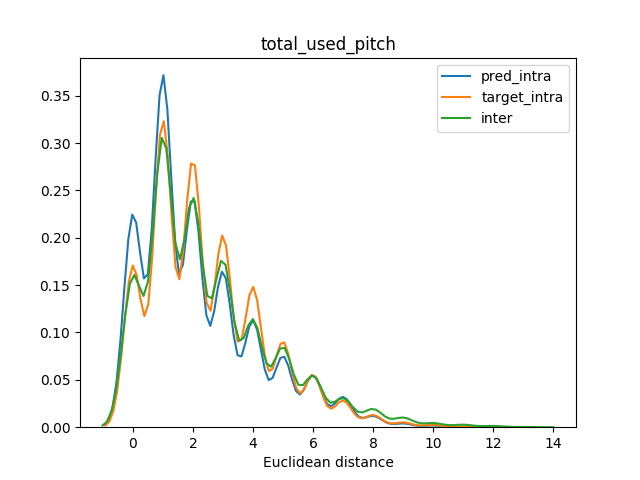 total_used_pitch
pred_intra
target_intra
inter
0.35
0.30
0.25
0.20
0.15
0.10
0.05
0.00
0 2 4 6 8 10 12 14
Euclidean distance